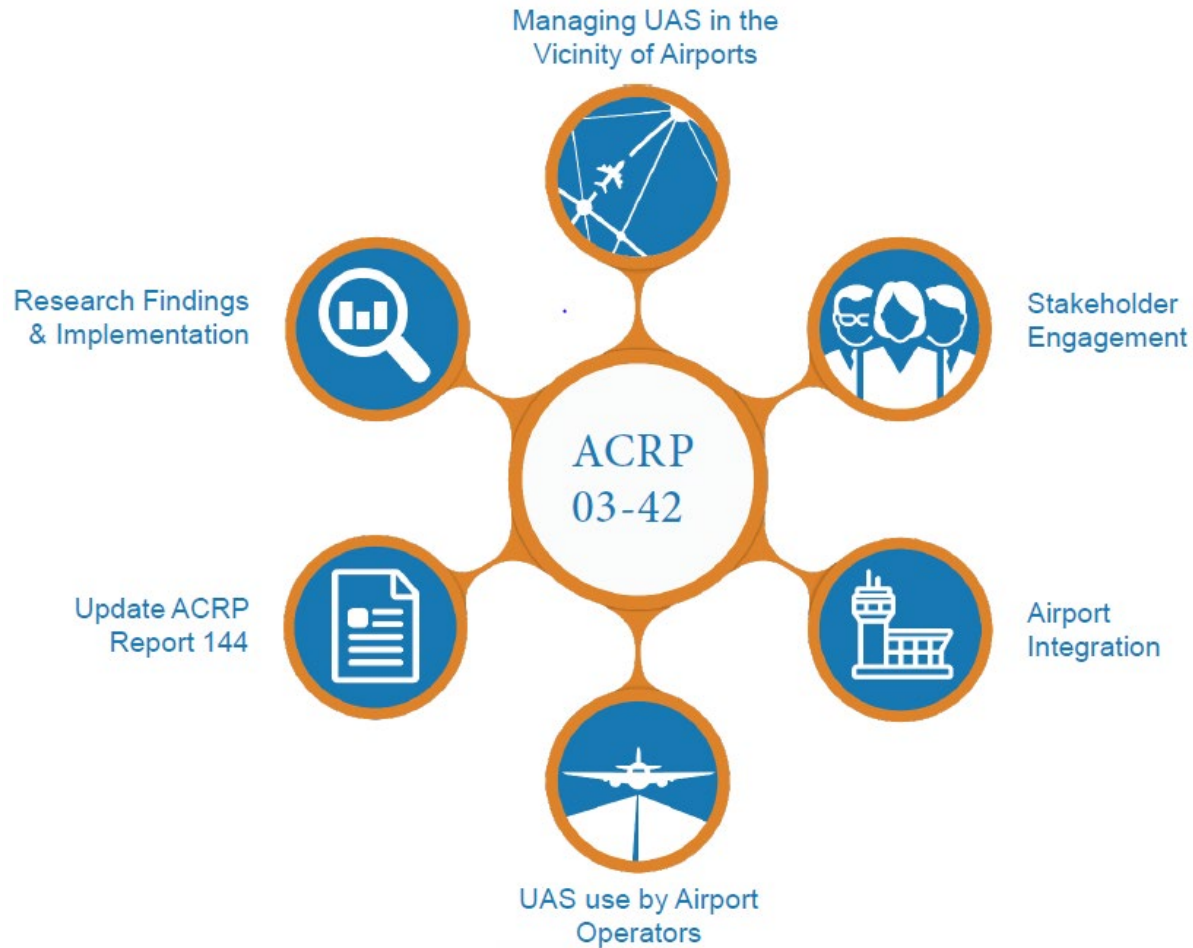 Managing UAS in the
Vicinity of Airports
Research Findings
& Implementation
Stakeholder
Engagement
ACRP
03-42
Update ACRP
Report 144
Airport
Integration
UAS use by Airport
Operators